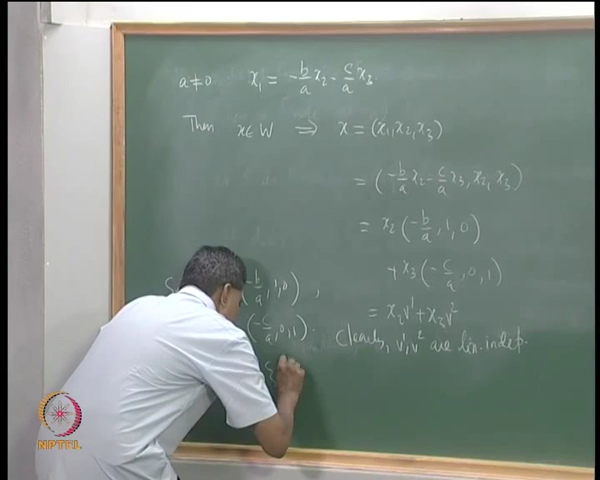 a≠0 x₁ = -b/a x₂ - c/a x₃.
Then x∈W ⟹ x = (x₁, x₂, x₃)
= (-b/a x₂ - c/a x₃, x₂, x₃)
= x₂ (-b/a, 1, 0)
+ x₃ (-c/a, 0, 1)
= x₂v¹ + x₃v²
S
-b/a, 1, 0) ,
(-c/a, 0, 1).
Clearly, v¹, v² are lin. indep.
{
NPTEL